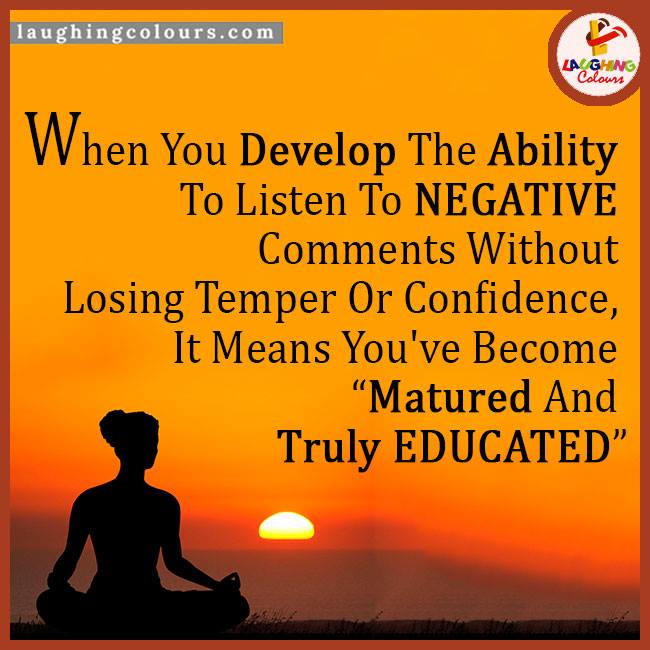 laughingcolours.com
LAUGHING
Colours
When You Develop The Ability
To Listen To NEGATIVE
Comments Without
Losing Temper Or Confidence,
It Means You've Become
“Matured And
Truly EDUCATED”